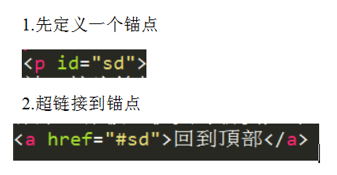 1.先定义一个锚点
<p id="sd">
2.超链接到锚点
<a href="#sd">回到頂部</a>